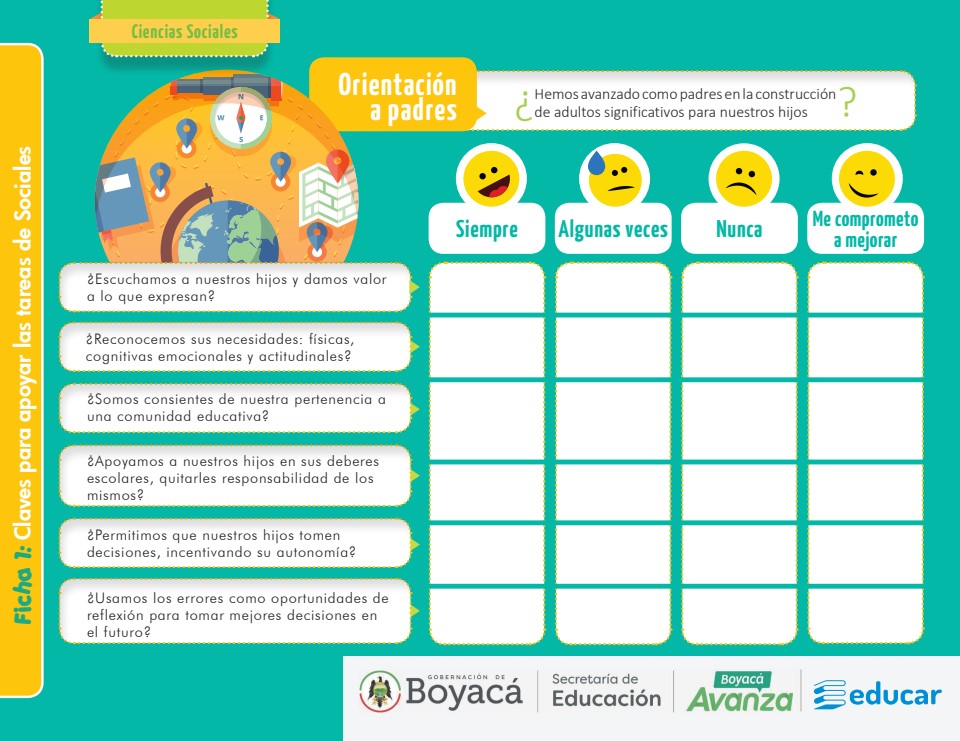 Ciencias Sociales
Ficha 1: Claves para apoyar las tareas de Sociales
Orientación
a padres
¿Hemos avanzado como padres en la construcción
de adultos significativos para nuestros hijos?
N
W E
S
Siempre
Algunas veces
Nunca
Me comprometo
a mejorar
¿Escuchamos a nuestros hijos y damos valor
a lo que expresan?
¿Reconocemos sus necesidades: físicas,
cognitivas emocionales y actitudinales?
¿Somos consientes de nuestra pertenencia a
una comunidad educativa?
¿Apoyamos a nuestros hijos en sus deberes
escolares, quitarles responsabilidad de los
mismos?
¿Permitimos que nuestros hijos tomen
decisiones, incentivando su autonomía?
¿Usamos los errores como oportunidades de
reflexión para tomar mejores decisiones en
el futuro?
GOBERNACIÓN DE
Boyacá
Secretaría de
Educación
Boyacá
Avanza
educar